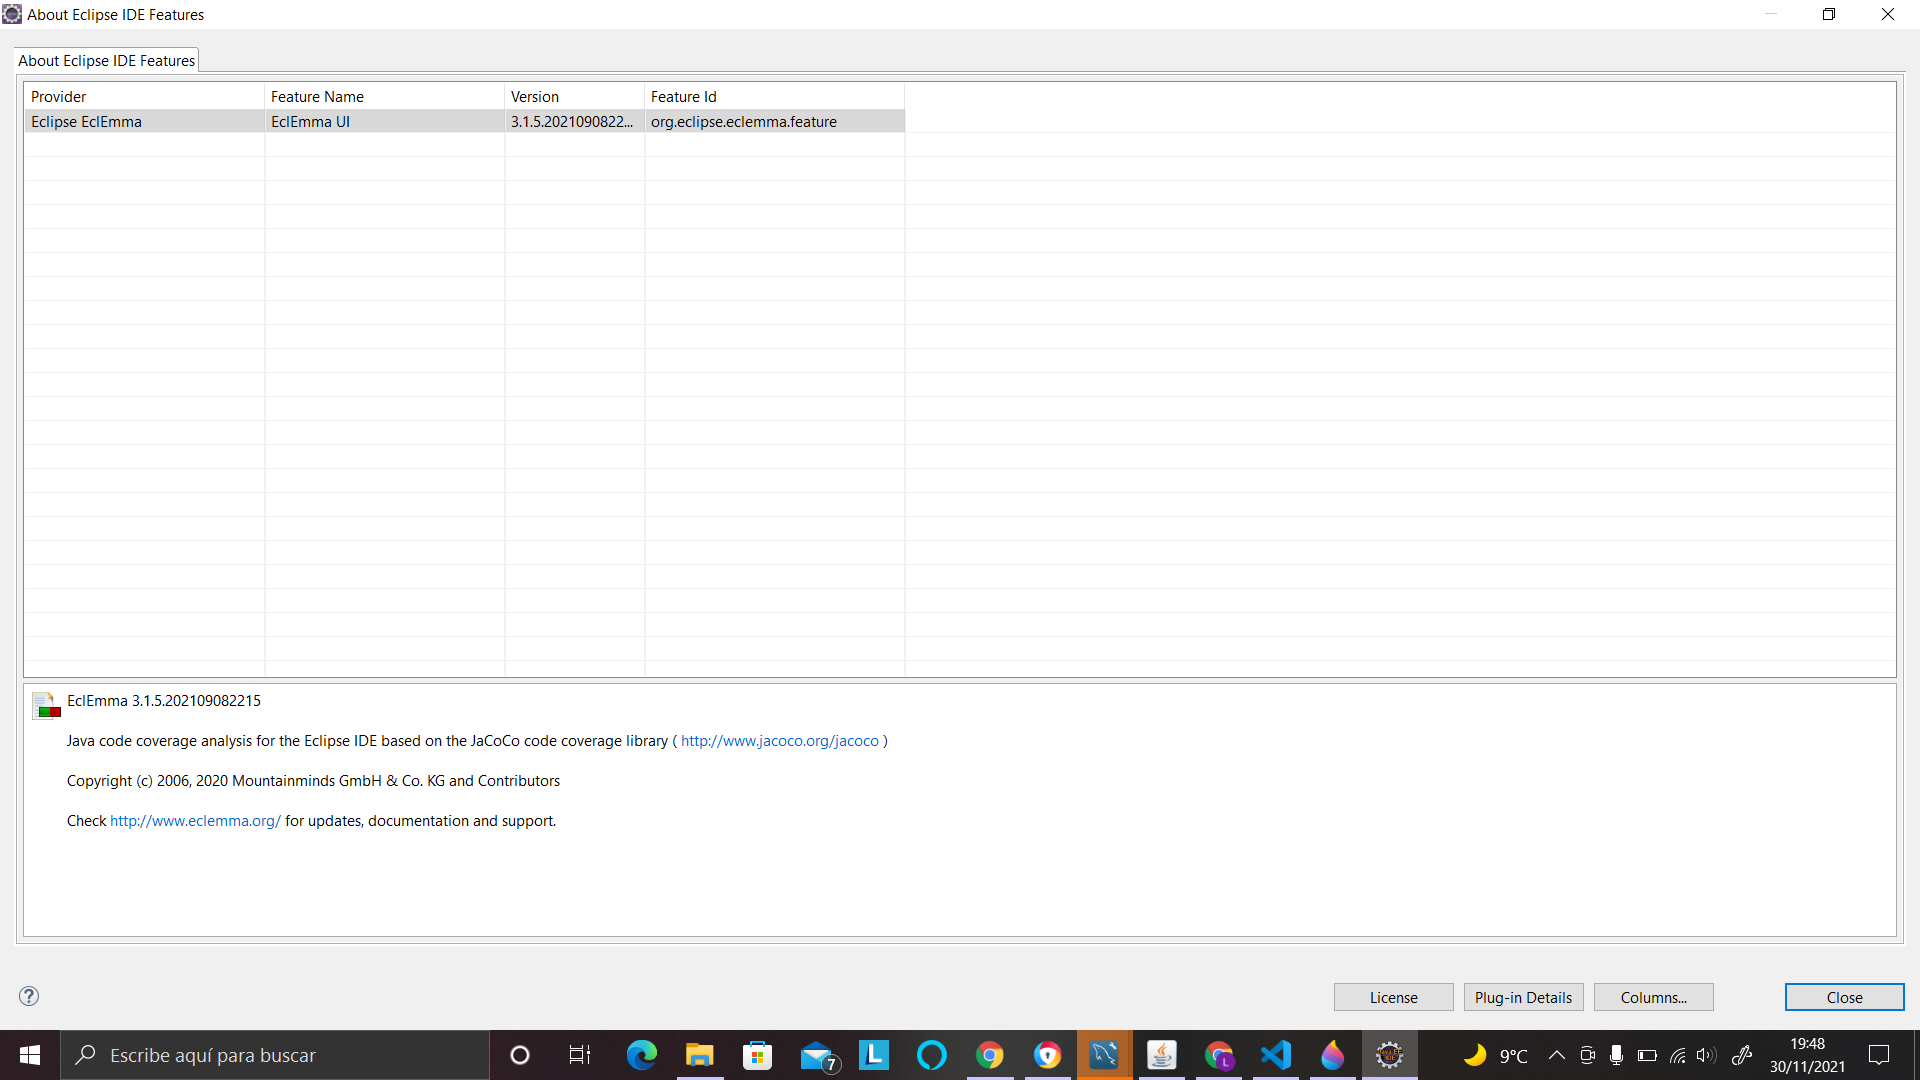 About Eclipse IDE Features
About Eclipse IDE Features
Provider Feature Name Version Feature Id
Eclipse EclEmma EclEmma UI 3.1.5.2021090822... org.eclipse.eclemma.feature
EclEmma 3.1.5.202109082215
Java code coverage analysis for the Eclipse IDE based on the JaCoCo code coverage library ( http://www.jacoco.org/jacoco )
Copyright (c) 2006, 2020 Mountainminds GmbH & Co. KG and Contributors
Check http://www.eclemma.org/ for updates, documentation and support.
? License Plug-in Details Columns... Close
Escribe aquí para buscar 7 L L 9°C 19:48
30/11/2021